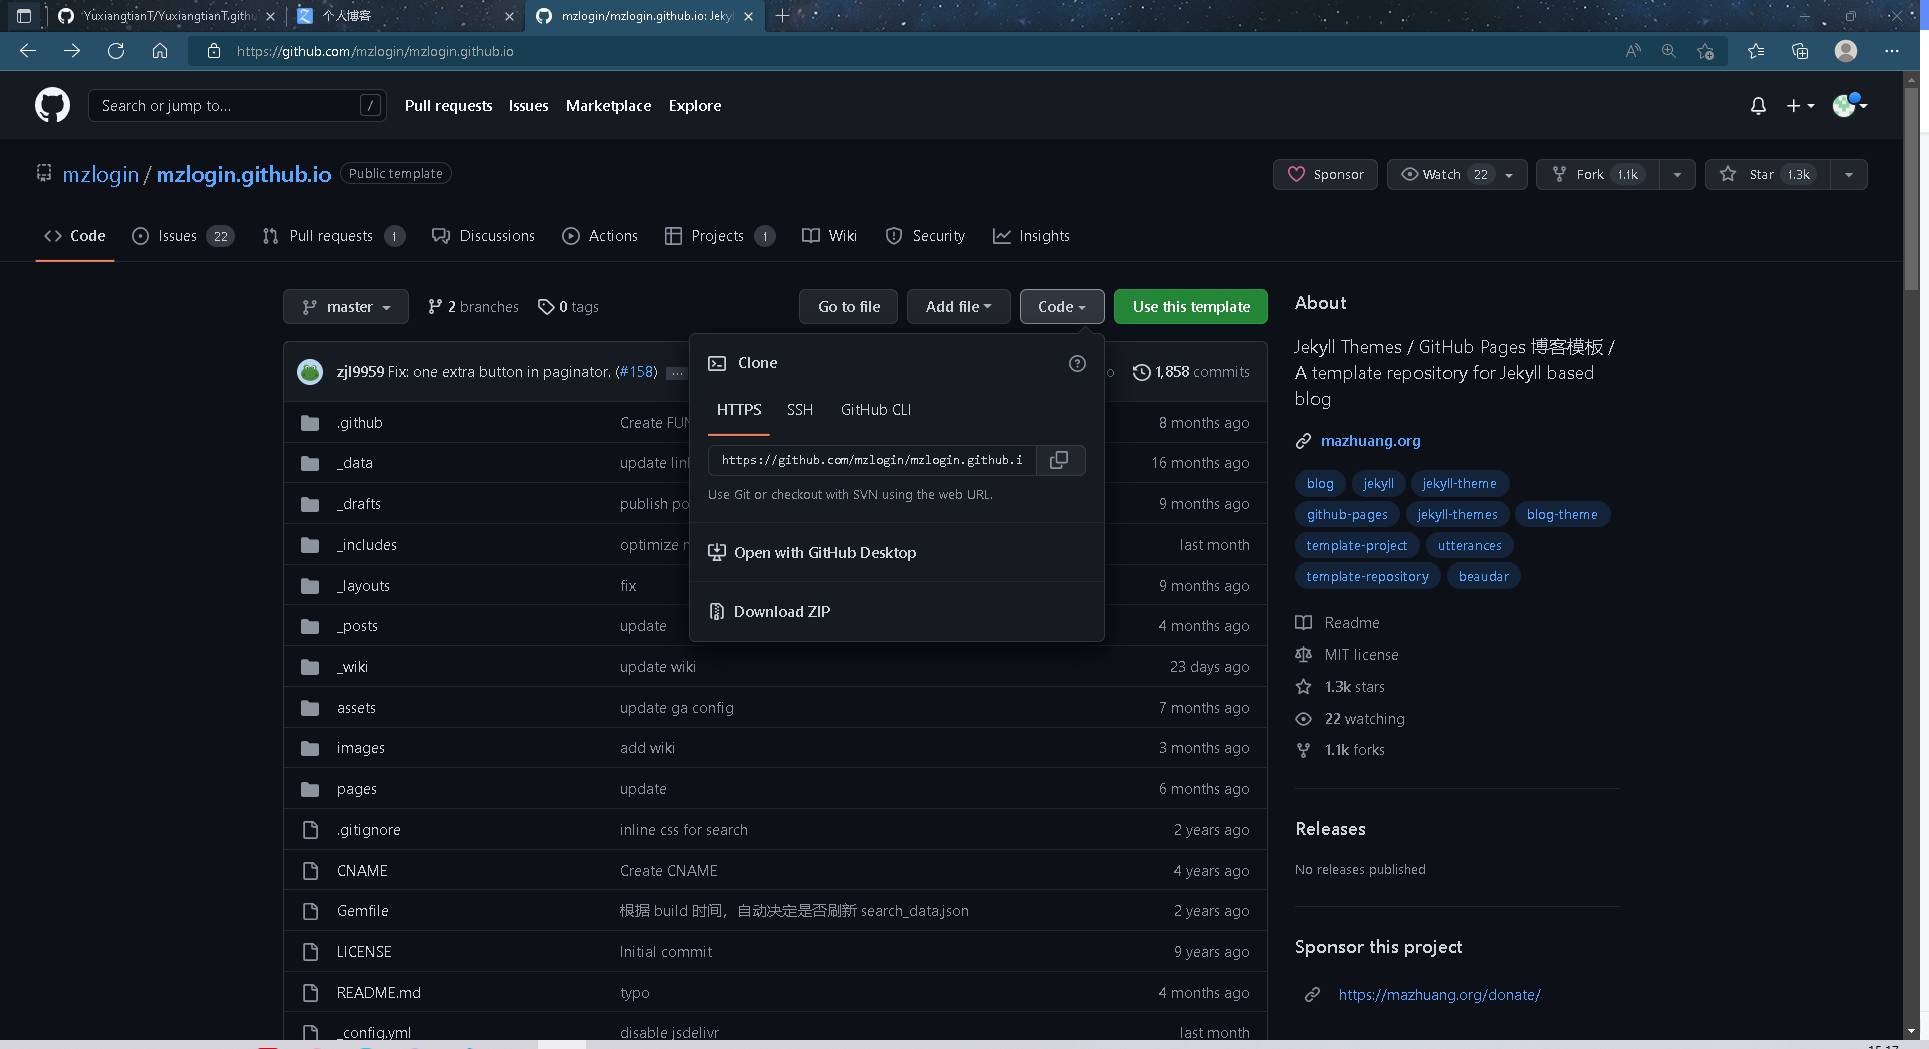 YuxiangtianT/YuxiangtianT.githu
个人博客
mzlogin/mzlogin.github.io: Jekyl
https://github.com/mzlogin/mzlogin.github.io
Search or jump to... /
Pull requests Issues Marketplace Explore
mzlogin / mzlogin.github.io Public template
Sponsor Watch 22 Fork 1.1k Star 1.3k
Code Issues 22 Pull requests 1 Discussions Actions Projects 1 Wiki Security Insights
master 2 branches 0 tags Go to file Add file Code Use this template
zjl9959 Fix: one extra button in paginator. (#158) ... o 1,858 commits
.github Create FUN 8 months ago
_data update link 16 months ago
_drafts publish po 9 months ago
_includes optimize last month
_layouts fix 9 months ago
_posts update 4 months ago
_wiki update wiki 23 days ago
assets update ga config 7 months ago
images add wiki 3 months ago
pages update 6 months ago
.gitignore inline css for search 2 years ago
CNAME Create CNAME 4 years ago
Gemfile 根据 build 时间，自动决定是否刷新 search_data.json 2 years ago
LICENSE Initial commit 9 years ago
README.md typo 4 months ago
_config.yml disable jsdelivr last month
Clone
HTTPS SSH GitHub CLI
https://github.com/mzlogin/mzlogin.github.i
Use Git or checkout with SVN using the web URL.
Open with GitHub Desktop
Download ZIP
About
Jekyll Themes / GitHub Pages 博客模板 /
A template repository for Jekyll based
blog
mazhuang.org
blog jekyll jekyll-theme
github-pages jekyll-themes blog-theme
template-project utterances
template-repository beaudar
Readme
MIT license
1.3k stars
22 watching
1.1k forks
Releases
No releases published
Sponsor this project
https://mazhuang.org/donate/